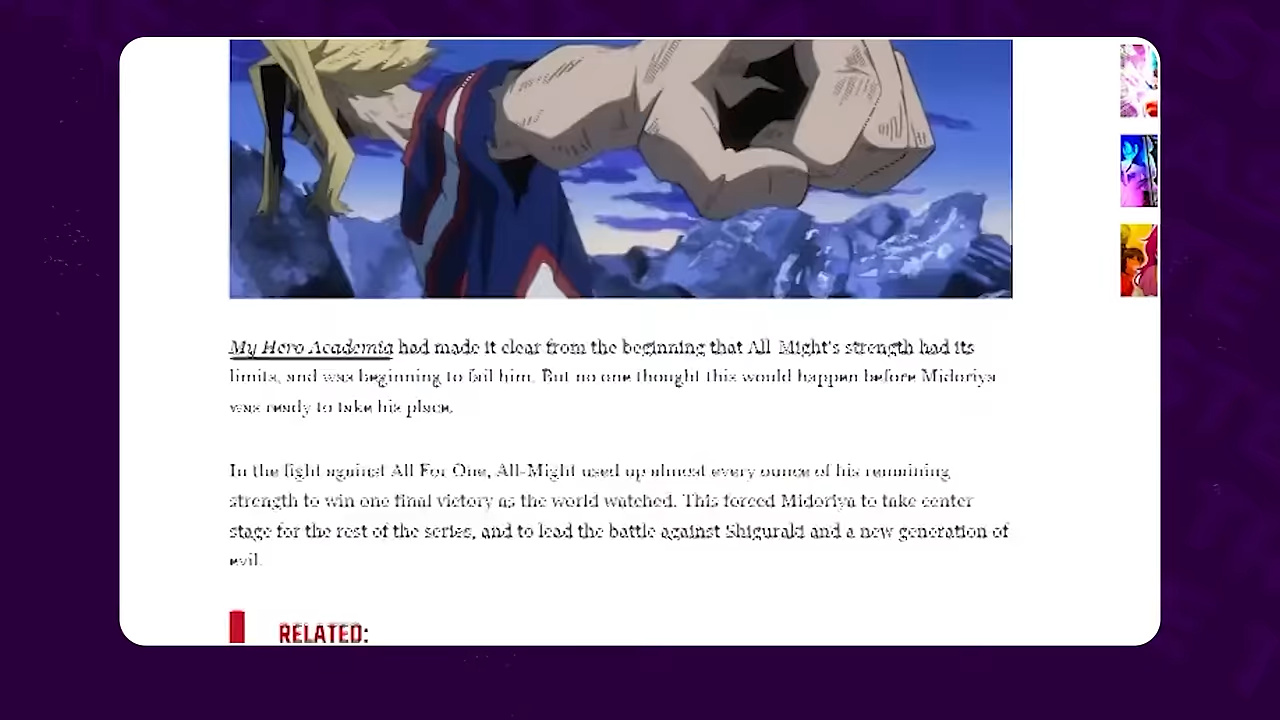 My Hero Academia had made it clear from the beginning that All Might's strength had its
limits, and was beginning to fail him. But no one thought this would happen before Midoriya
was ready to take his place.
In the fight against All For One, All-Might used up almost every ounce of his remaining
strength to win one final victory as the world watched. This forced Midoriya to take center
stage for the rest of the series, and to lead the battle against Shiguraki and a new generation of
evil.
RELATED: